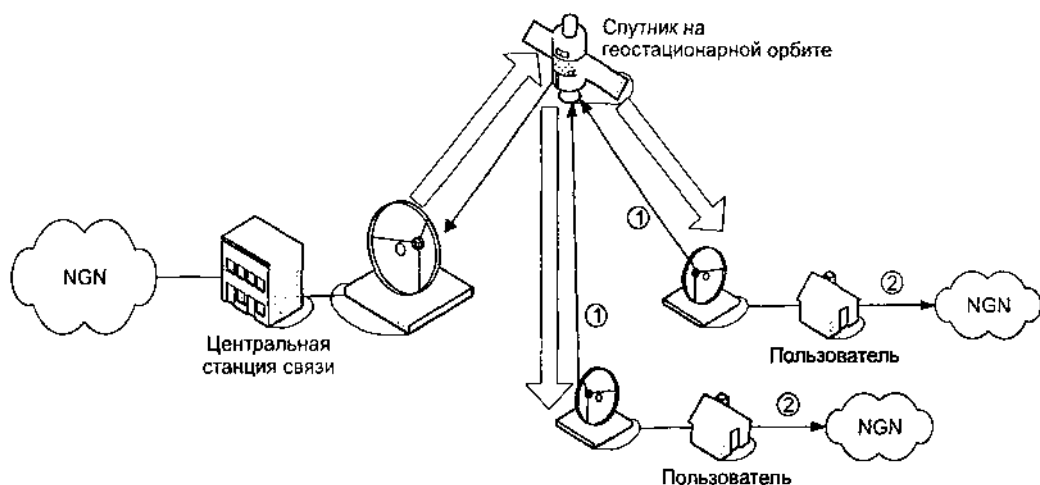 Спутник на
геостационарной орбите
①
NGN
②
NGN
①
Центральная
станция связи
Пользователь
②
NGN
Пользователь